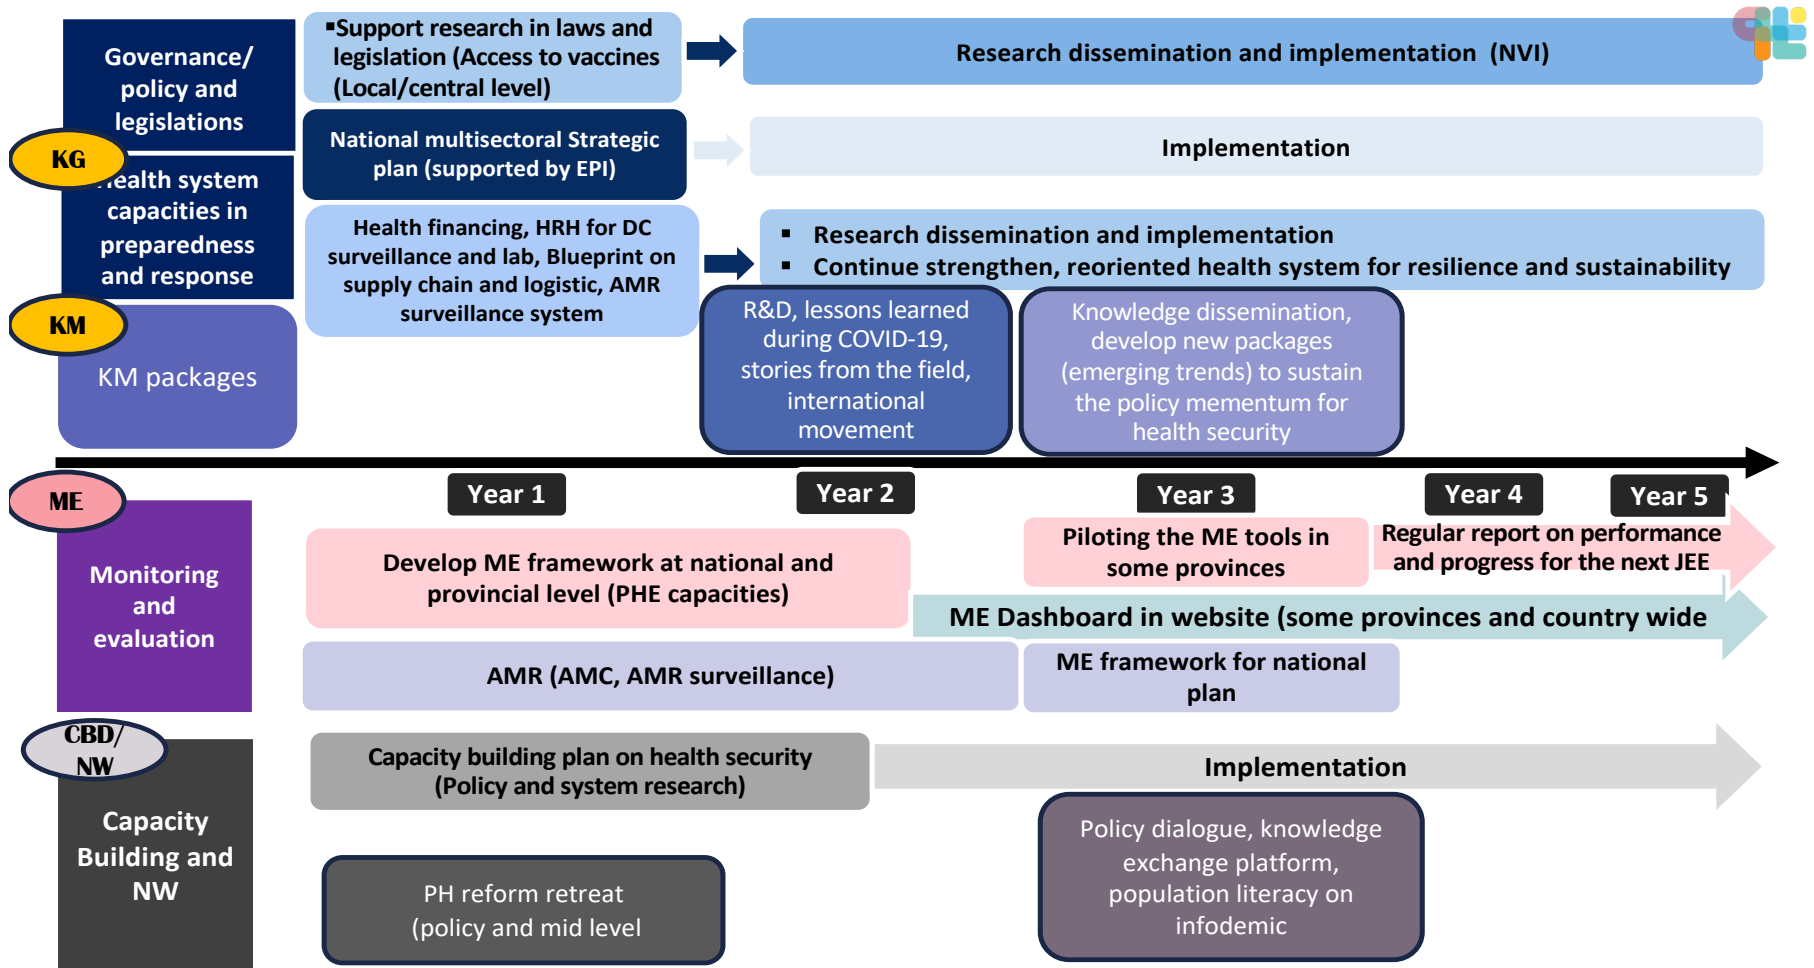 Governance/
policy and
legislations
▪Support research in laws and
legislation (Access to vaccines
(Local/central level)
Research dissemination and implementation (NVI)
KG
National multisectoral Strategic
plan (supported by EPI)
Implementation
Health system
capacities in
preparedness
and response
Health financing, HRH for DC
surveillance and lab, Blueprint on
supply chain and logistic, AMR
surveillance system
▪ Research dissemination and implementation
▪ Continue strengthen, reoriented health system for resilience and sustainability
KM
KM packages
R&D, lessons learned
during COVID-19,
stories from the field,
international
movement
Knowledge dissemination,
develop new packages
(emerging trends) to sustain
the policy mementum for
health security
Year 1
Year 2
Year 3
Year 4
Year 5
ME
Monitoring
and
evaluation
Develop ME framework at national and
provincial level (PHE capacities)
Piloting the ME tools in
some provinces
Regular report on performance
and progress for the next JEE
ME Dashboard in website (some provinces and country wide
AMR (AMC, AMR surveillance)
ME framework for national
plan
CBD/
NW
Capacity
Building and
NW
Capacity building plan on health security
(Policy and system research)
Implementation
PH reform retreat
(policy and mid level
Policy dialogue, knowledge
exchange platform,
population literacy on
infodemic